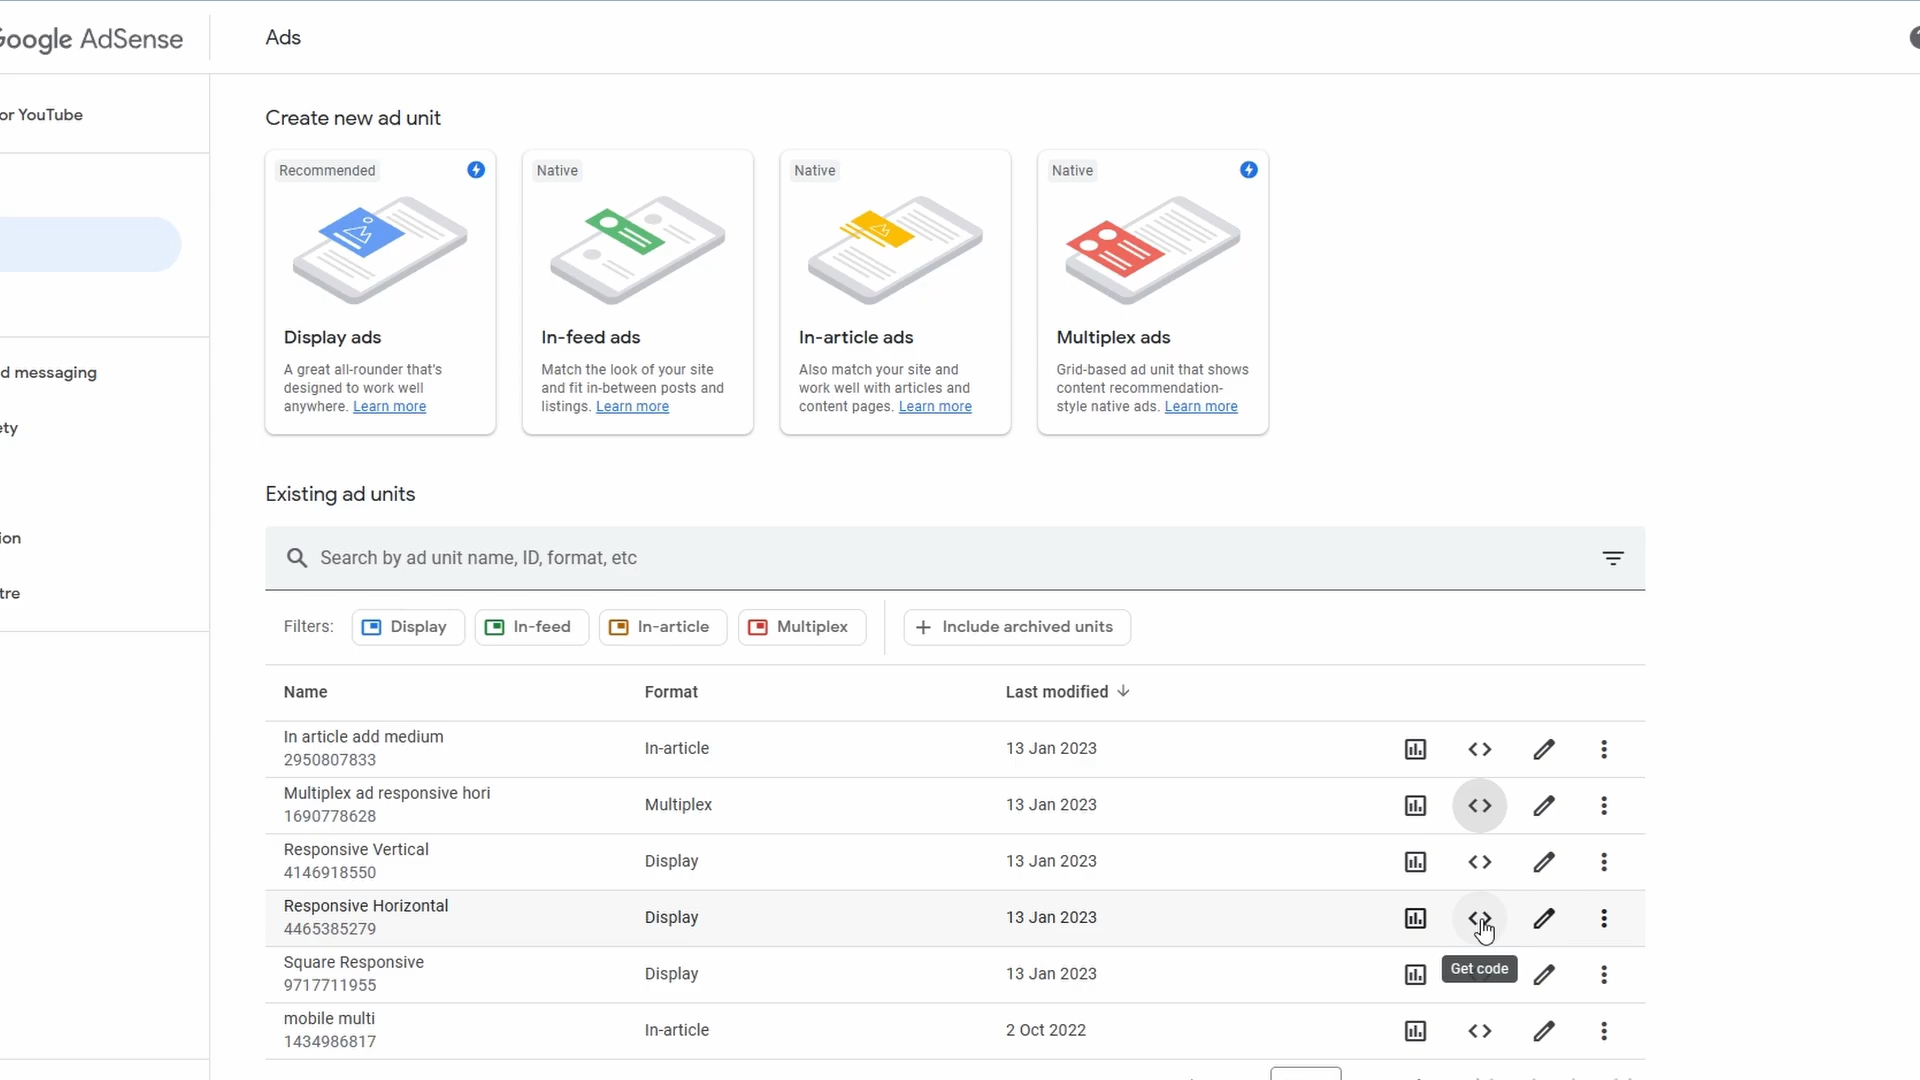 Google AdSense
Ads
or YouTube
d messaging
ety
ion
tre
Create new ad unit
Recommended
Display ads
A great all-rounder that's
designed to work well
anywhere. Learn more
Native
In-feed ads
Match the look of your site
and fit in-between posts and
listings. Learn more
Native
In-article ads
Also match your site and
work well with articles and
content pages. Learn more
Native
Multiplex ads
Grid-based ad unit that shows
content recommendation-
style native ads. Learn more
Existing ad units
Search by ad unit name, ID, format, etc
Filters: Display In-feed In-article Multiplex Include archived units
Name Format Last modified
In article add medium
2950807833
In-article 13 Jan 2023
Multiplex ad responsive hori
1690778628
Multiplex 13 Jan 2023
Responsive Vertical
4146918550
Display 13 Jan 2023
Responsive Horizontal
4465385279
Display 13 Jan 2023
Get code
Square Responsive
9717711955
Display 13 Jan 2023
mobile multi
1434986817
In-article 2 Oct 2022